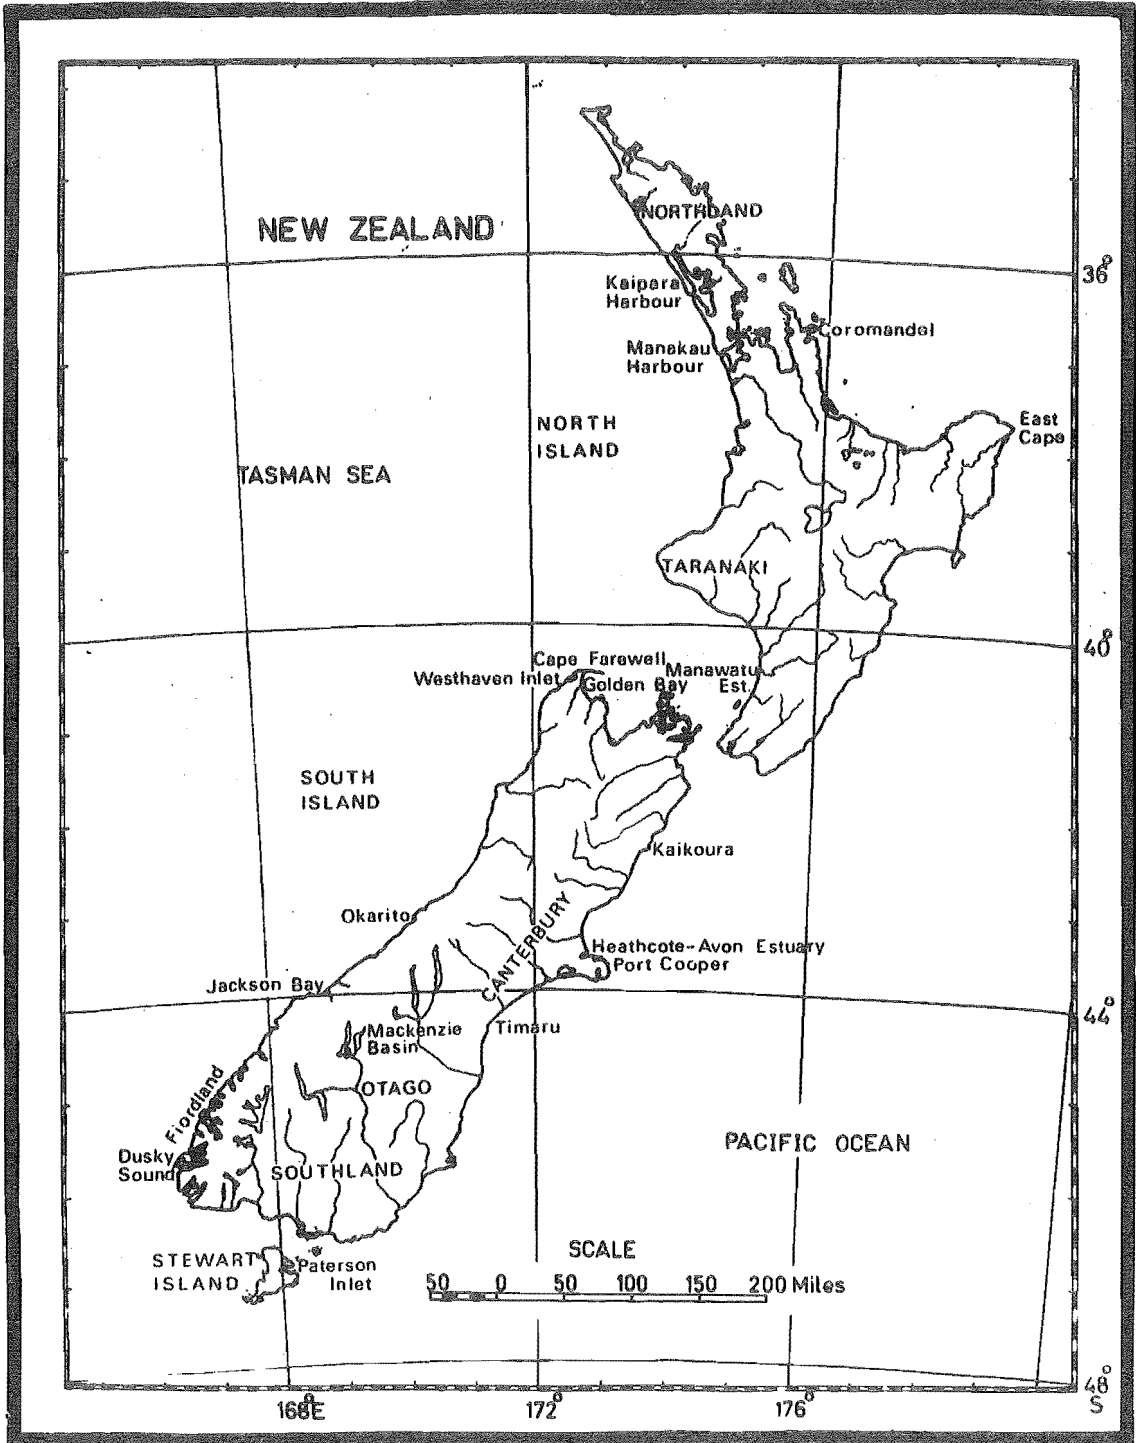 NEW ZEALAND
NORTHLAND
36°
Kaipara
Harbour
Coromandel
Manakau
Harbour
NORTH
ISLAND
East
Cape
TASMAN SEA
TARANAKI
40°
Cape Farewell
Westhaven Inlet
Golden Bay
Manawatu
Est.
SOUTH
ISLAND
Kaikoura
Okarito
CANTERBURY
Heathcote-Avon Estuary
Port Cooper
Jackson Bay
44°
Mackenzie
Basin
Timaru
Fiordland
OTAGO
PACIFIC OCEAN
Dusky
Sound
SOUTHLAND
STEWART
ISLAND
Paterson
Inlet
SCALE
50 0 50 100 150 200 Miles
48°
S
168°E 172° 176°